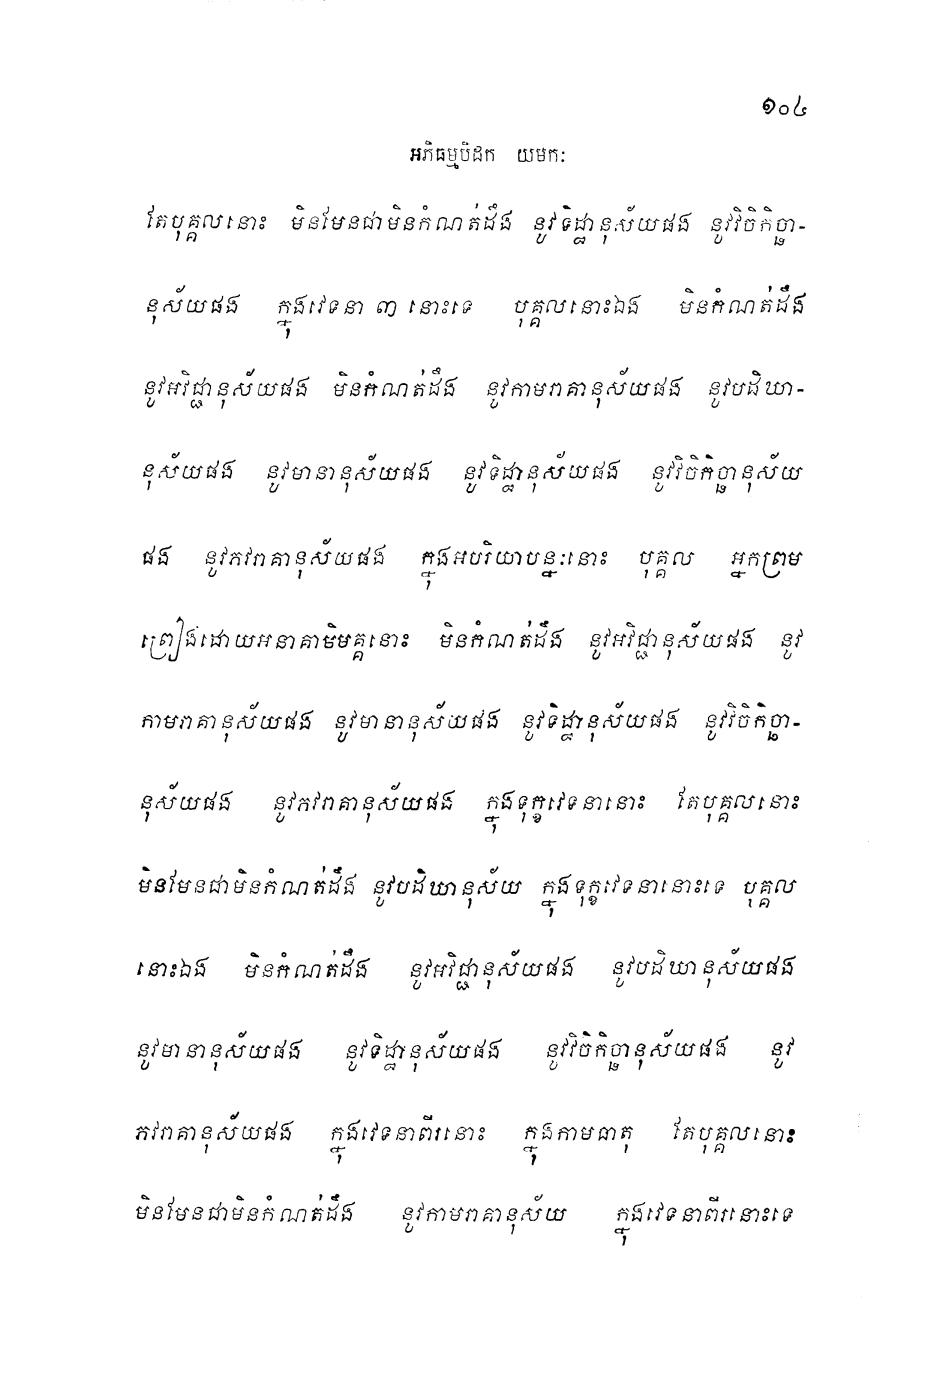 ១០៤
អភិធម្មបិដក យមកៈ
តែបុគ្គលនោះ មិនមែនជាមិនកំណត់ដឹង នូវទិដ្ឋានុស័យផង នូវវិចិកិច្ឆា-
នុស័យផង ក្នុងវេទនា ៣ នោះទេ បុគ្គលនោះឯង មិនកំណត់ដឹង
នូវអវិជ្ជានុស័យផង មិនកំណត់ដឹង នូវកាមរាគានុស័យផង នូវបដិឃា-
នុស័យផង នូវមានានុស័យផង នូវទិដ្ឋានុស័យផង នូវវិចិកិច្ឆានុស័យ
ផង នូវភវរាគានុស័យផង ក្នុងអបរិយាបន្នៈនោះ បុគ្គល អ្នកព្រម
ព្រៀងដោយអនាគាមិមគ្គនោះ មិនកំណត់ដឹង នូវអវិជ្ជានុស័យផង នូវ
កាមរាគានុស័យផង នូវមានានុស័យផង នូវទិដ្ឋានុស័យផង នូវវិចិកិច្ឆា-
នុស័យផង នូវភវរាគានុស័យផង ក្នុងទុក្ខវេទនានោះ តែបុគ្គលនោះ
មិនមែនជាមិនកំណត់ដឹង នូវបដិឃានុស័យ ក្នុងទុក្ខវេទនានោះទេ បុគ្គល
នោះឯង មិនកំណត់ដឹង នូវអវិជ្ជានុស័យផង នូវបដិឃានុស័យផង
នូវមានានុស័យផង នូវទិដ្ឋានុស័យផង នូវវិចិកិច្ឆានុស័យផង នូវ
ភវរាគានុស័យផង ក្នុងវេទនាពីរនោះ ក្នុងកាមធាតុ តែបុគ្គលនោះ
មិនមែនជាមិនកំណត់ដឹង នូវកាមរាគានុស័យ ក្នុងវេទនាពីរនោះទេ